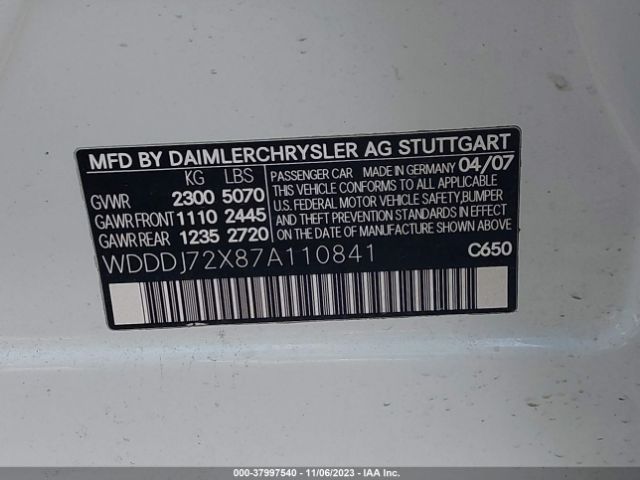 MFD BY DAIMLERCHRYSLER AG STUTTGART
KG LBS
GVWR 2300 5070
GAWR FRONT 1110 2445
GAWR REAR 1235 2720
PASSENGER CAR MADE IN GERMANY 04/07
THIS VEHICLE CONFORMS TO ALL APPLICABLE
U.S. FEDERAL MOTOR VEHICLE SAFETY, BUMPER
AND THEFT PREVENTION STANDARDS IN EFFECT
ON THE DATE OF MANUFACTURE SHOWN ABOVE
WDDDJ72X87A110841 C650
000-37997540 - 11/06/2023 - IAA Inc.